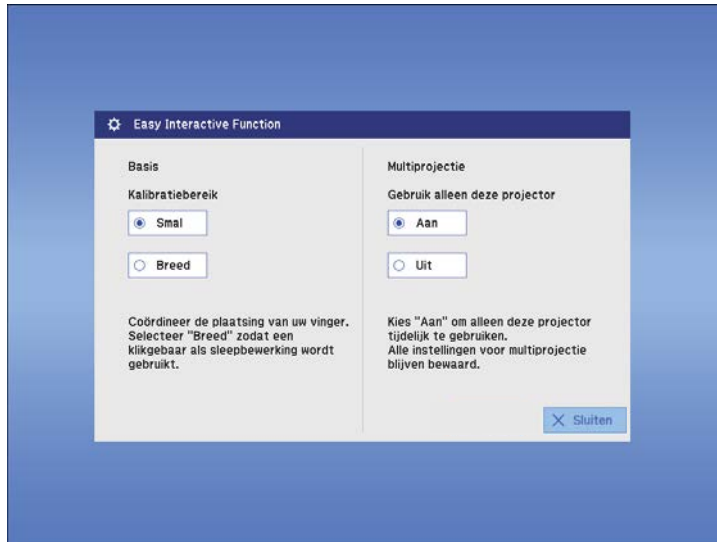 Easy Interactive Function
Basis
Kalibratiebereik
Smal
Breed
Coördineer de plaatsing van uw vinger.
Selecteer "Breed" zodat een
klikgebaar als sleepbewerking wordt
gebruikt.
Multiprojectie
Gebruik alleen deze projector
Aan
Uit
Kies "Aan" om alleen deze projector
tijdelijk te gebruiken.
Alle instellingen voor multiprojectie
blijven bewaard.
Sluiten